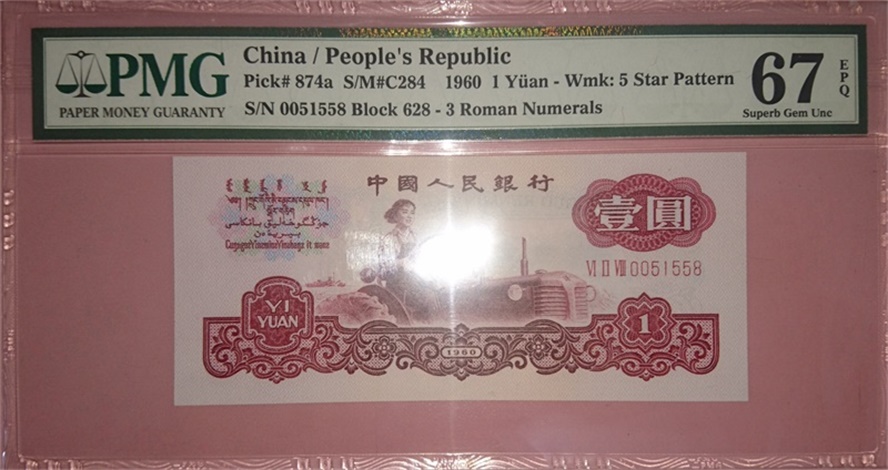 PMG
PAPER MONEY GUARANTY
China / People's Republic
Pick# 874a S/M#C284 1960 1 Yüan - Wmk: 5 Star Pattern
S/N 0051558 Block 628 - 3 Roman Numerals
67
EPQ
Superb Gem Unc
中國人民銀行
壹圓
VI II VIII 0051558
YI
YUAN
1960
1